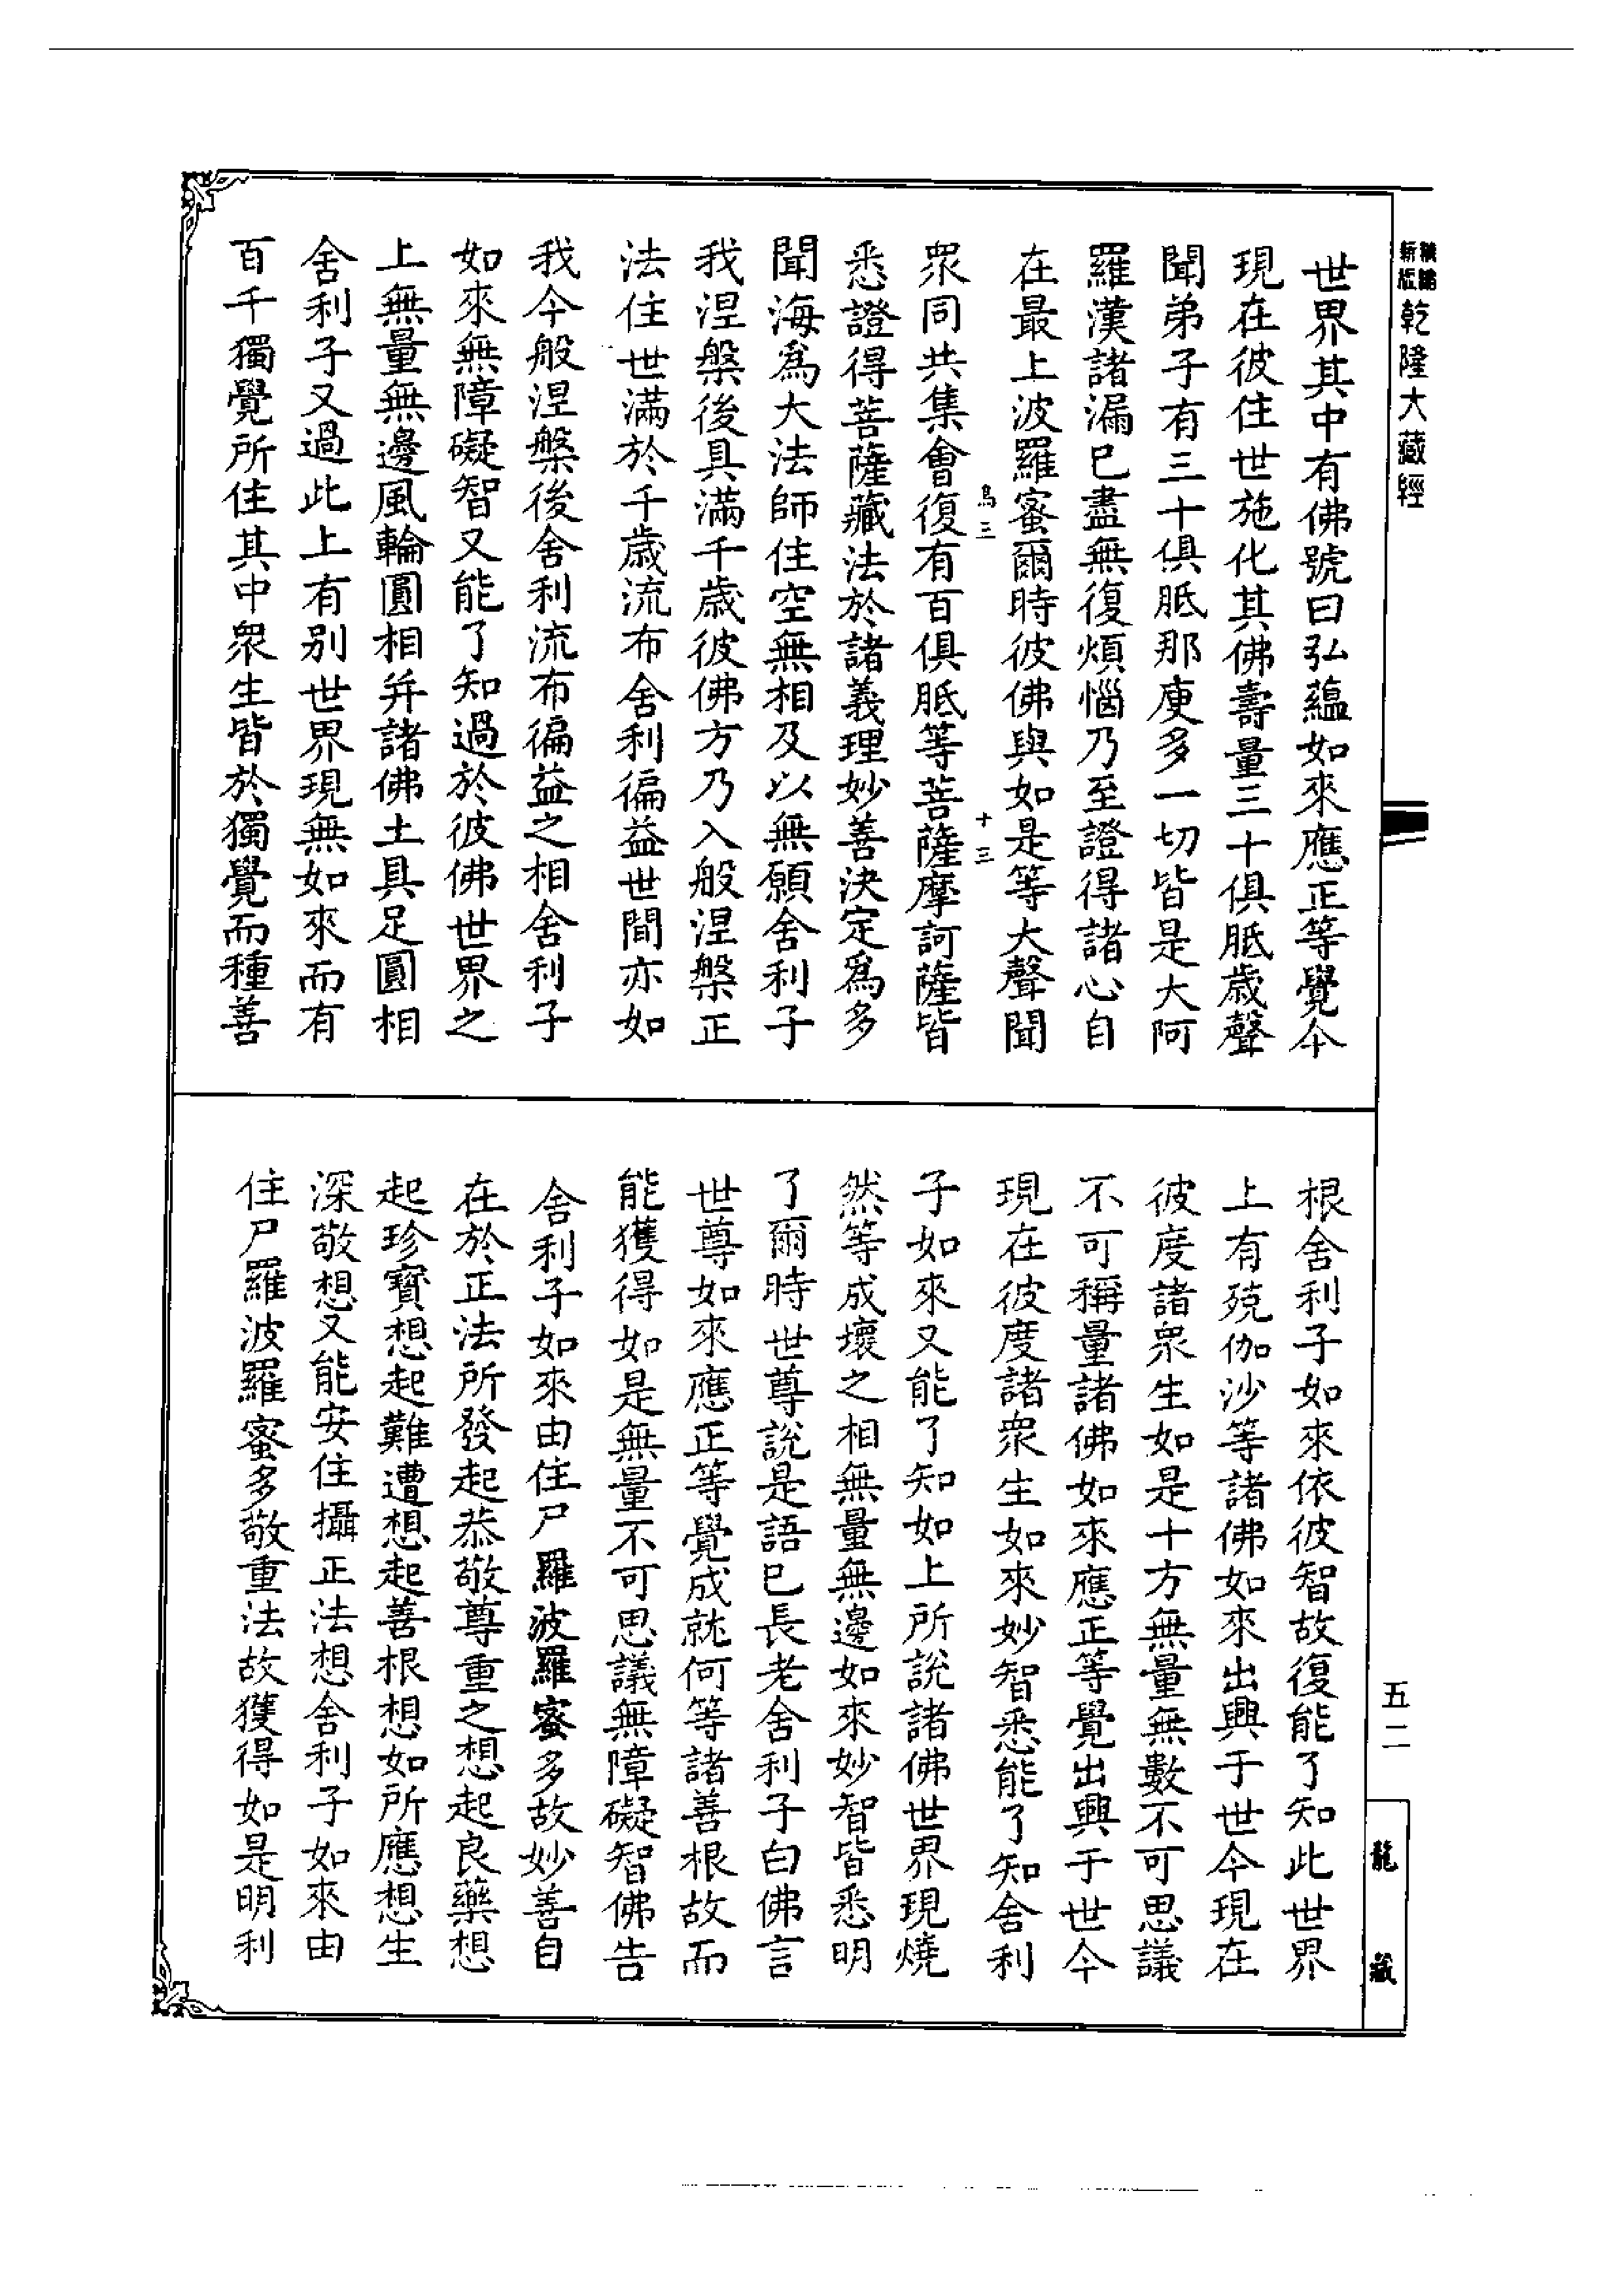 乾隆大藏經
世界其中有佛號曰弘蘊如來應正等覺今
現在彼住世施化其佛壽量三十俱胝歲聲
聞弟子有三十俱胝那庾多一切皆是大阿
羅漢諸漏已盡無復煩惱乃至證得諸心自
在最上波羅蜜爾時彼佛與如是等大聲聞
十三
衆同共集會復有百俱胝等菩薩摩訶薩皆
悉證得菩薩藏法於諸義理妙善決定爲多
聞海爲大法師住空無相及以無願舍利子
我涅槃後具滿千歲彼佛方乃入般涅槃正
法住世滿於千歲流布舍利徧益世間亦如
我今般涅槃後舍利流布徧益之相舍利子
如來無障礙智又能了知過於彼佛世界之
上無量無邊風輪圓相并諸佛土具足圓相
舍利子又過此上有別世界現無如來而有
百千獨覺所住其中衆生皆於獨覺而種善
根舍利子如來依彼智故復能了知此世界
上有殑伽沙等諸佛如來出興于世今現在
彼度諸衆生如是十方無量無數不可思議
不可稱量諸佛如來應正等覺出興于世今
現在彼度諸衆生如來妙智悉能了知舍利
子如來又能了知如上所說諸佛世界現燒
然等成壞之相無量無邊如來妙智皆悉明
了爾時世尊說是語已長老舍利子白佛言
世尊如來應正等覺成就何等諸善根故而
能獲得如是無量不可思議無障礙智佛告
舍利子如來由住尸羅波羅蜜多故妙善自
在於正法所發起恭敬尊重之想起良藥想
起珍寶想起難遭想起善根想如所應想生
深敬想又能安住攝正法想舍利子如來由
住尸羅波羅蜜多敬重法故獲得如是明利
五二
龍藏